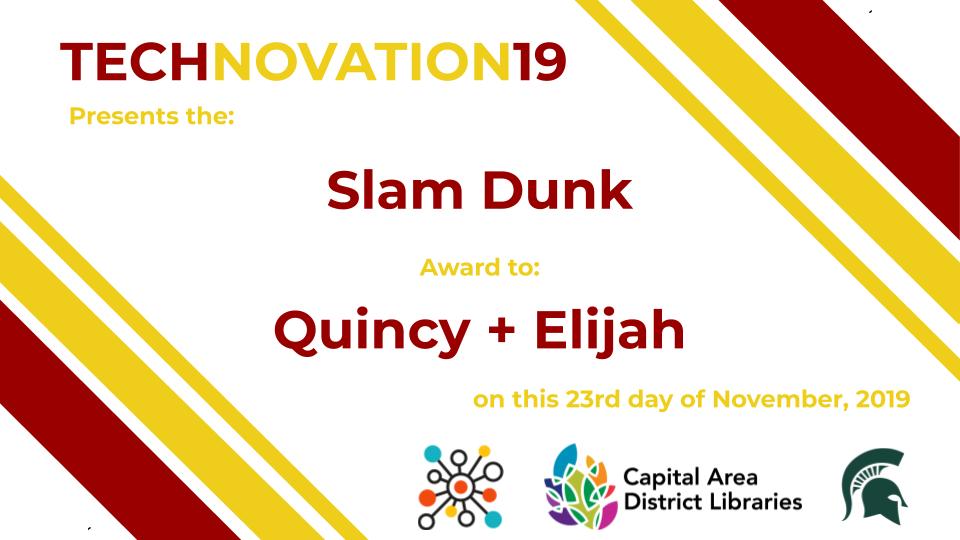 TECHNOVATION19
Presents the:
Slam Dunk
Award to:
Quincy + Elijah
on this 23rd day of November, 2019
Capital Area
District Libraries